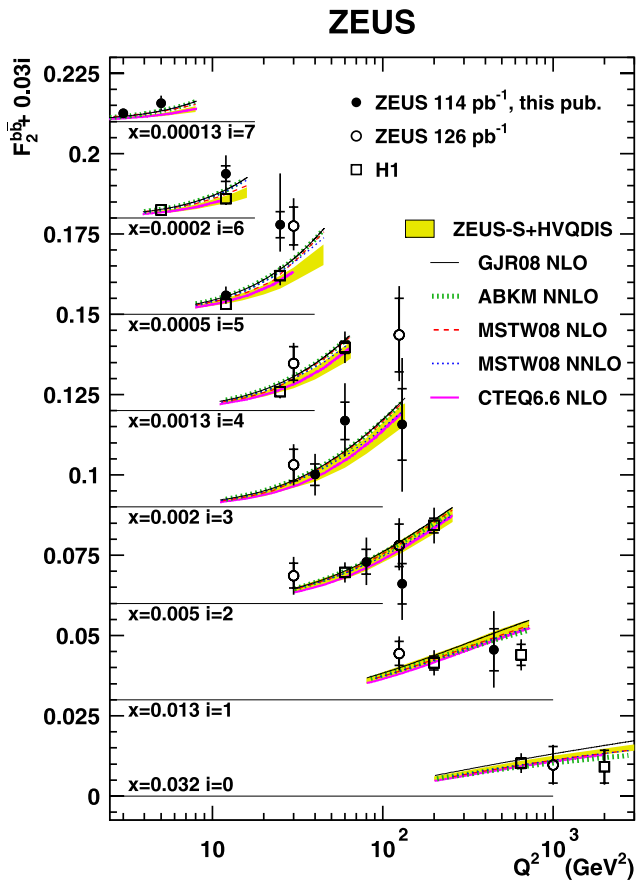 ZEUS
F₂^bb̅ + 0.03i
0.225
0.2
0.175
0.15
0.125
0.1
0.075
0.05
0.025
0
ZEUS 114 pb⁻¹, this pub.
ZEUS 126 pb⁻¹
H1
ZEUS-S+HVQDIS
GJR08 NLO
ABKM NNLO
MSTW08 NLO
MSTW08 NNLO
CTEQ6.6 NLO
x=0.00013 i=7
x=0.0002 i=6
x=0.0005 i=5
x=0.0013 i=4
x=0.002 i=3
x=0.005 i=2
x=0.013 i=1
x=0.032 i=0
10
10²
10³
Q² (GeV²)